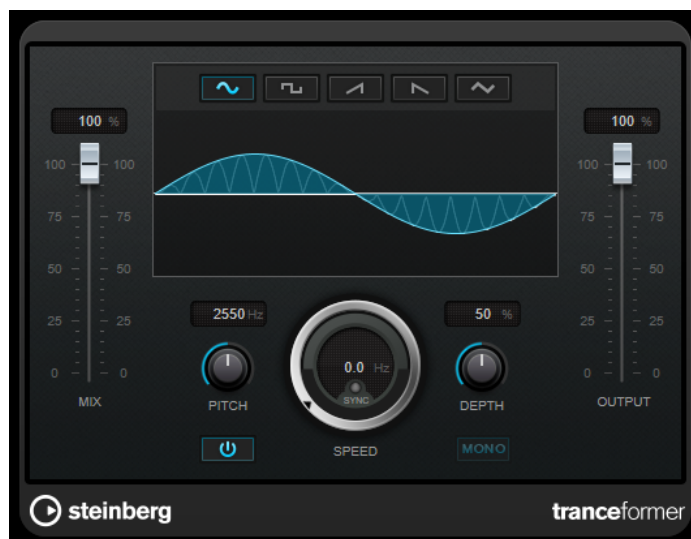 100 %
100 %
100 100
100 100
75 75
75 75
50 50
50 50
2550 Hz
50 %
25 25
25 25
0.0 Hz
SYNC
0 0
0 0
MIX
PITCH
DEPTH
OUTPUT
SPEED
MONO
steinberg
tranceformer